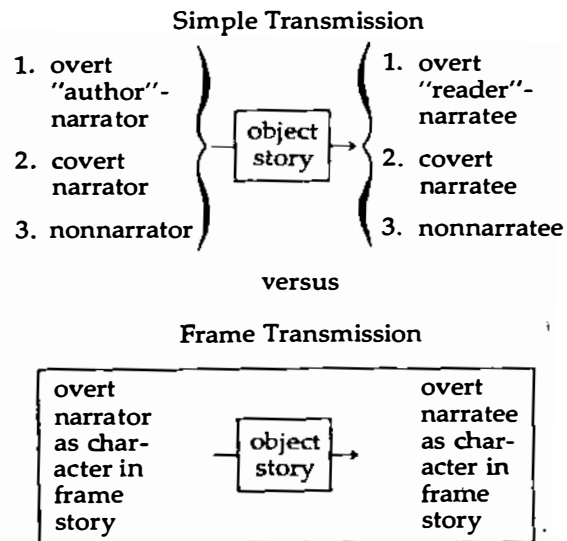 Simple Transmission
1. overt
"author"-
narrator
2. covert
narrator
3. nonnarrator
object
story
1. overt
"reader"-
narratee
2. covert
narratee
3. nonnarratee
versus
Frame Transmission
overt
narrator
as char-
acter in
frame
story
object
story
overt
narratee
as char-
acter in
frame
story